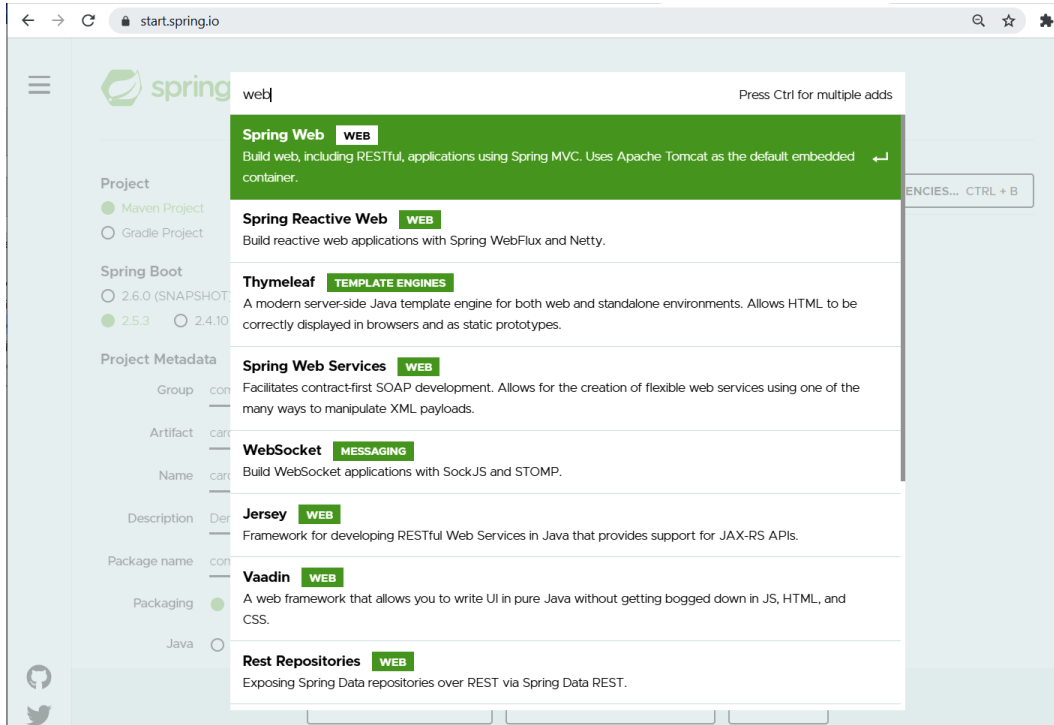 start.spring.io
spring
web
Press Ctrl for multiple adds
Spring Web WEB
Build web, including RESTful, applications using Spring MVC. Uses Apache Tomcat as the default embedded
container.
ENCIES... CTRL + B
Spring Reactive Web WEB
Build reactive web applications with Spring WebFlux and Netty.
Thymeleaf TEMPLATE ENGINES
A modern server-side Java template engine for both web and standalone environments. Allows HTML to be
correctly displayed in browsers and as static prototypes.
Spring Web Services WEB
Facilitates contract-first SOAP development. Allows for the creation of flexible web services using one of the
many ways to manipulate XML payloads.
WebSocket MESSAGING
Build WebSocket applications with SockJS and STOMP.
Jersey WEB
Framework for developing RESTful Web Services in Java that provides support for JAX-RS APIs.
Vaadin WEB
A web framework that allows you to write UI in pure Java without getting bogged down in JS, HTML, and
CSS.
Rest Repositories WEB
Exposing Spring Data repositories over REST via Spring Data REST.
Project
Maven Project
Gradle Project
Spring Boot
2.6.0 (SNAPSHOT)
2.5.3 2.4.10
Project Metadata
Group com
Artifact card
Name card
Description Der
Package name com
Packaging
Java